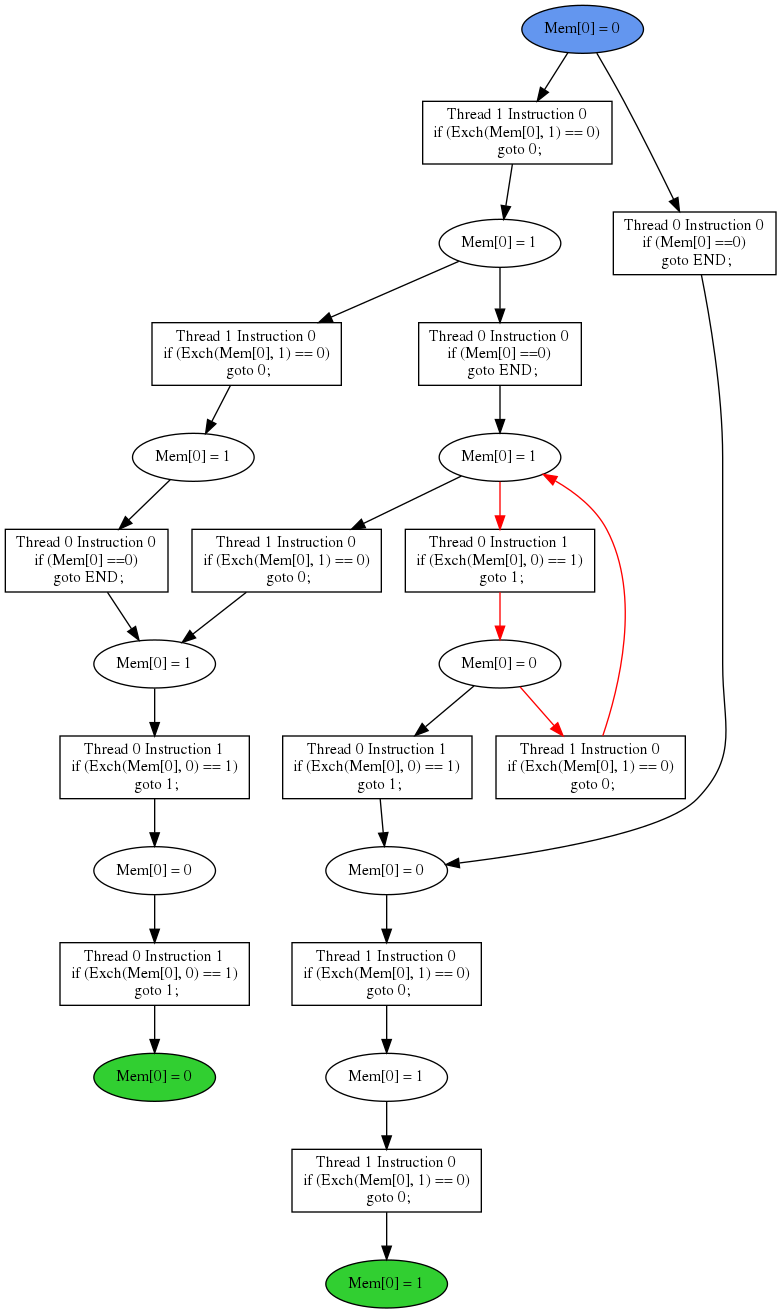 Mem[0] = 0
Thread 1 Instruction 0
if (Exch(Mem[0], 1) == 0)
goto 0;
Thread 0 Instruction 0
if (Mem[0] ==0)
goto END;
Mem[0] = 1
Thread 1 Instruction 0
if (Exch(Mem[0], 1) == 0)
goto 0;
Thread 0 Instruction 0
if (Mem[0] ==0)
goto END;
Mem[0] = 1
Mem[0] = 1
Thread 0 Instruction 0
if (Mem[0] ==0)
goto END;
Thread 1 Instruction 0
if (Exch(Mem[0], 1) == 0)
goto 0;
Thread 0 Instruction 1
if (Exch(Mem[0], 0) == 1)
goto 1;
Mem[0] = 1
Mem[0] = 0
Thread 0 Instruction 1
if (Exch(Mem[0], 0) == 1)
goto 1;
Thread 0 Instruction 1
if (Exch(Mem[0], 0) == 1)
goto 1;
Thread 1 Instruction 0
if (Exch(Mem[0], 1) == 0)
goto 0;
Mem[0] = 0
Mem[0] = 0
Thread 0 Instruction 1
if (Exch(Mem[0], 0) == 1)
goto 1;
Thread 1 Instruction 0
if (Exch(Mem[0], 1) == 0)
goto 0;
Mem[0] = 0
Mem[0] = 1
Thread 1 Instruction 0
if (Exch(Mem[0], 1) == 0)
goto 0;
Mem[0] = 1